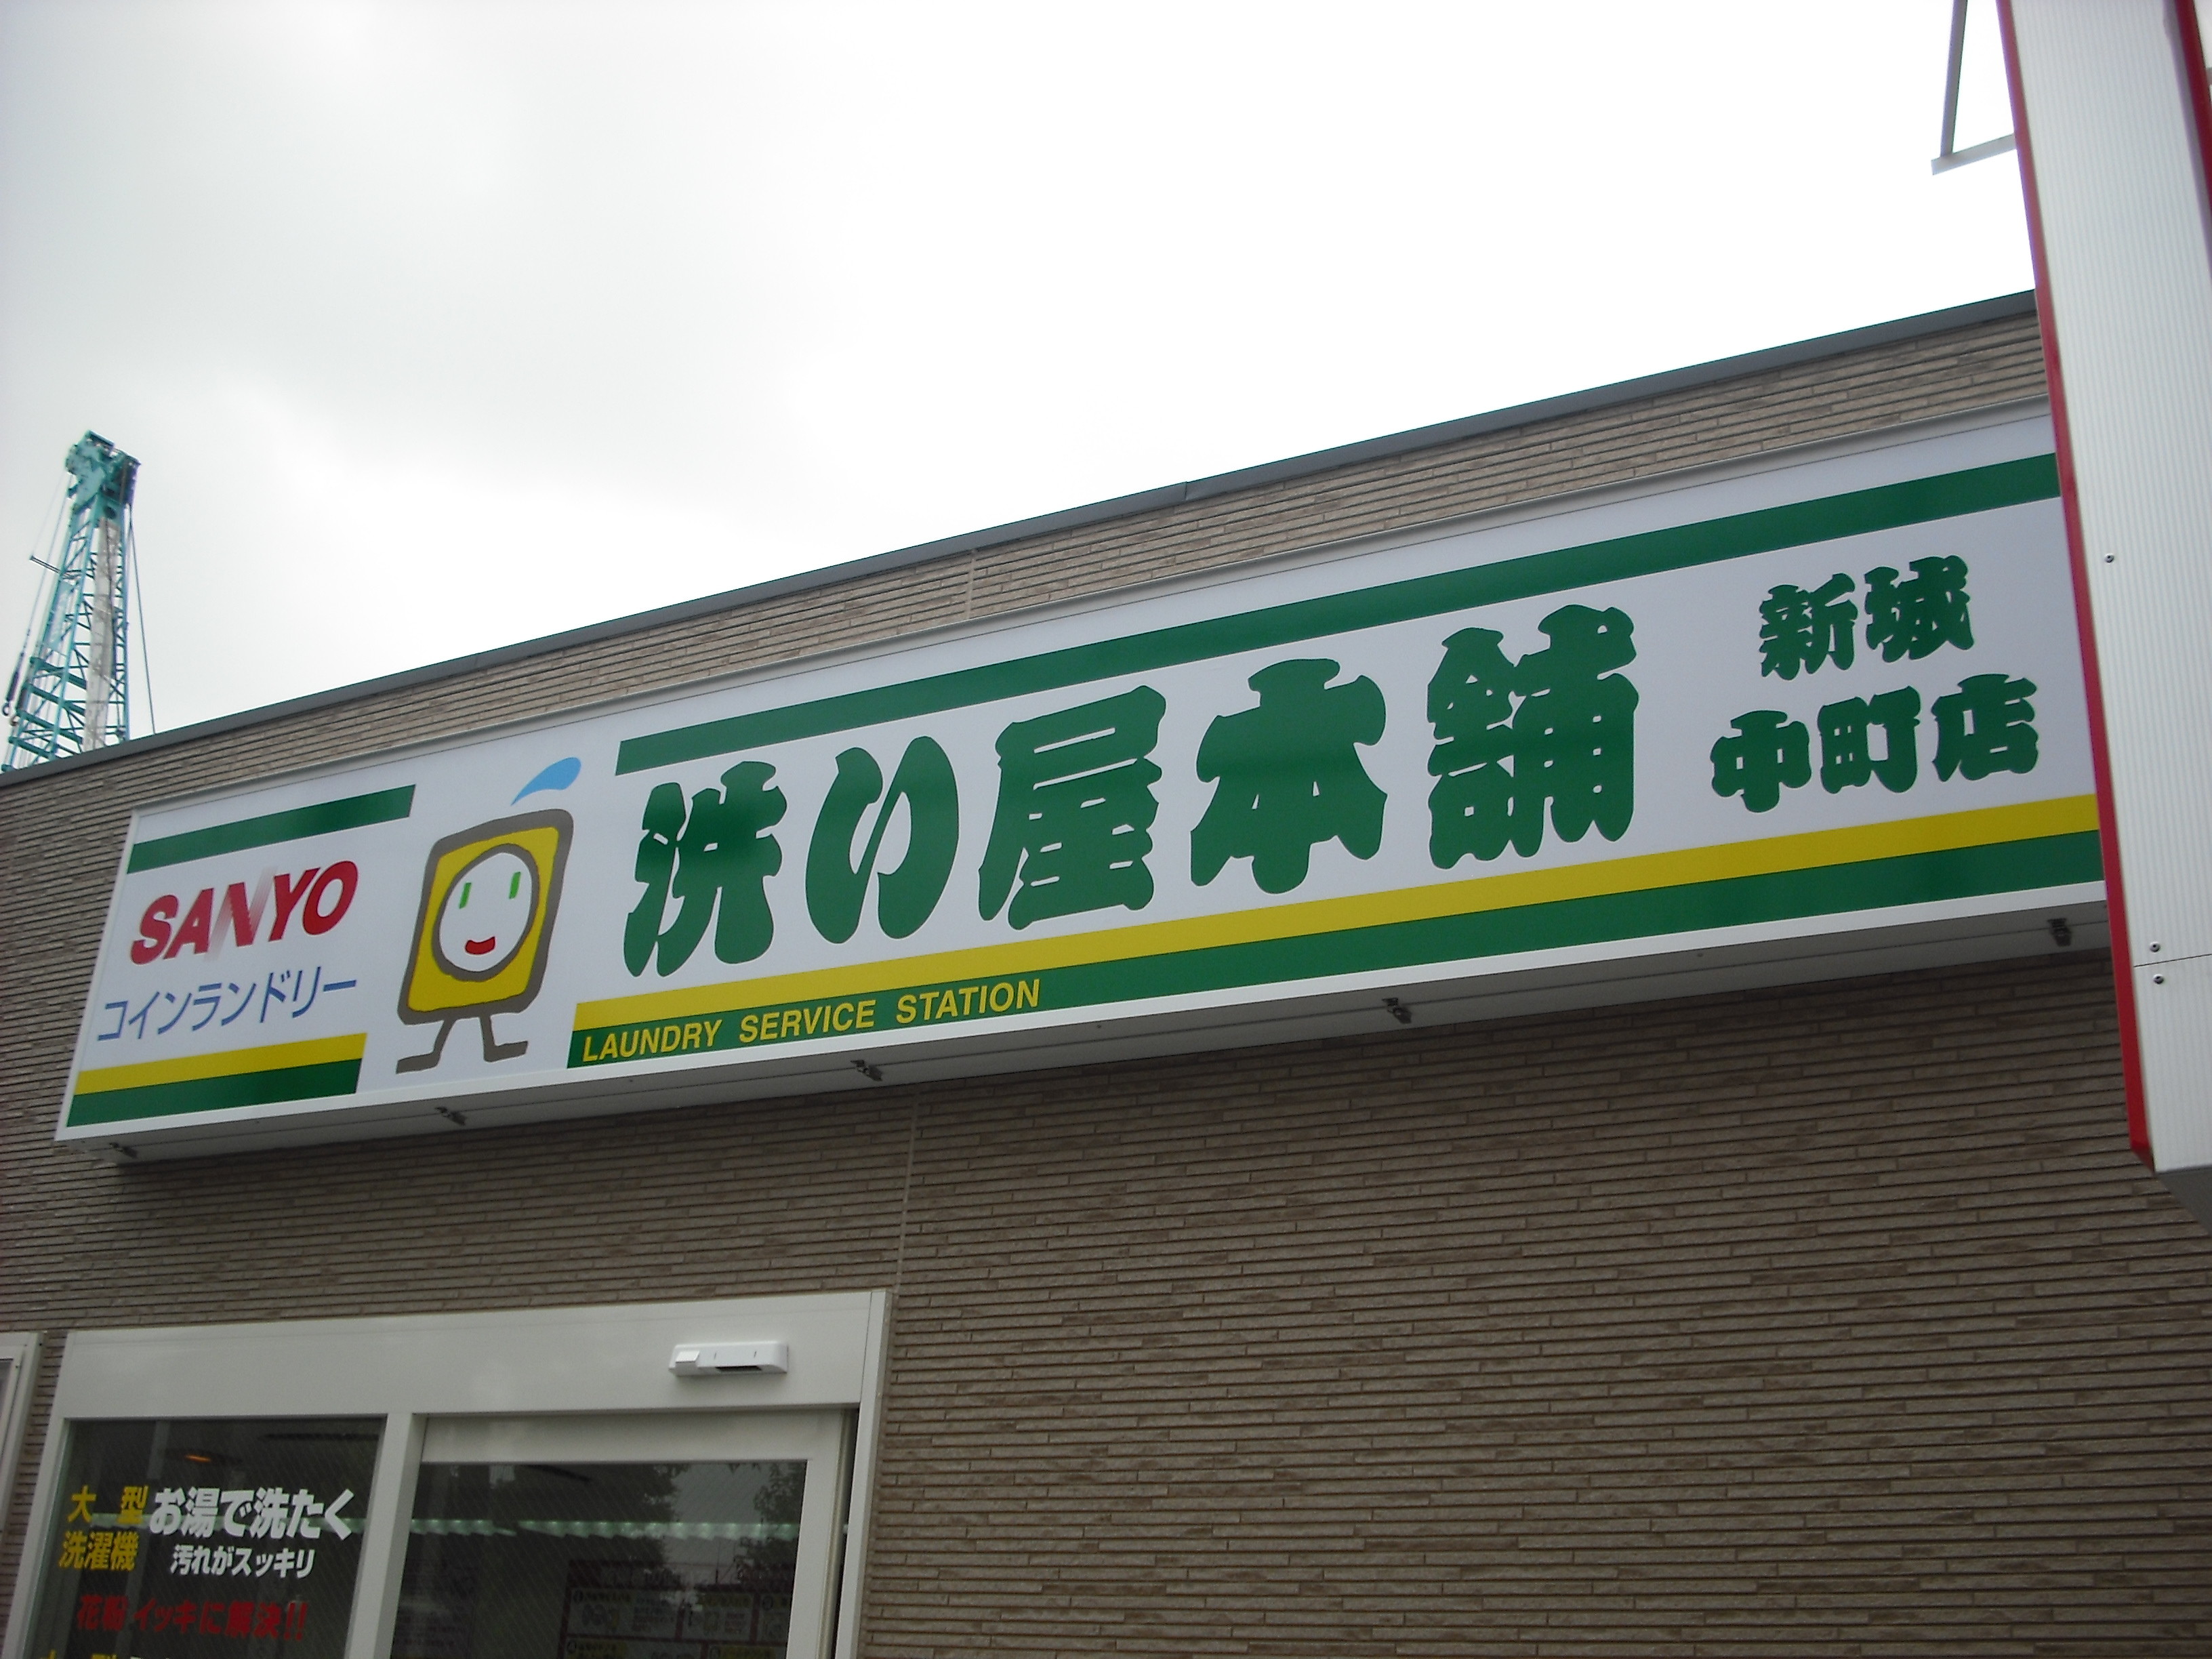 SANYO
コインランドリー
洗い屋本舗
新城
中町店
LAUNDRY SERVICE STATION
大型
洗濯機
お湯で洗たく
汚れがスッキリ
花粉イッキに解決!!